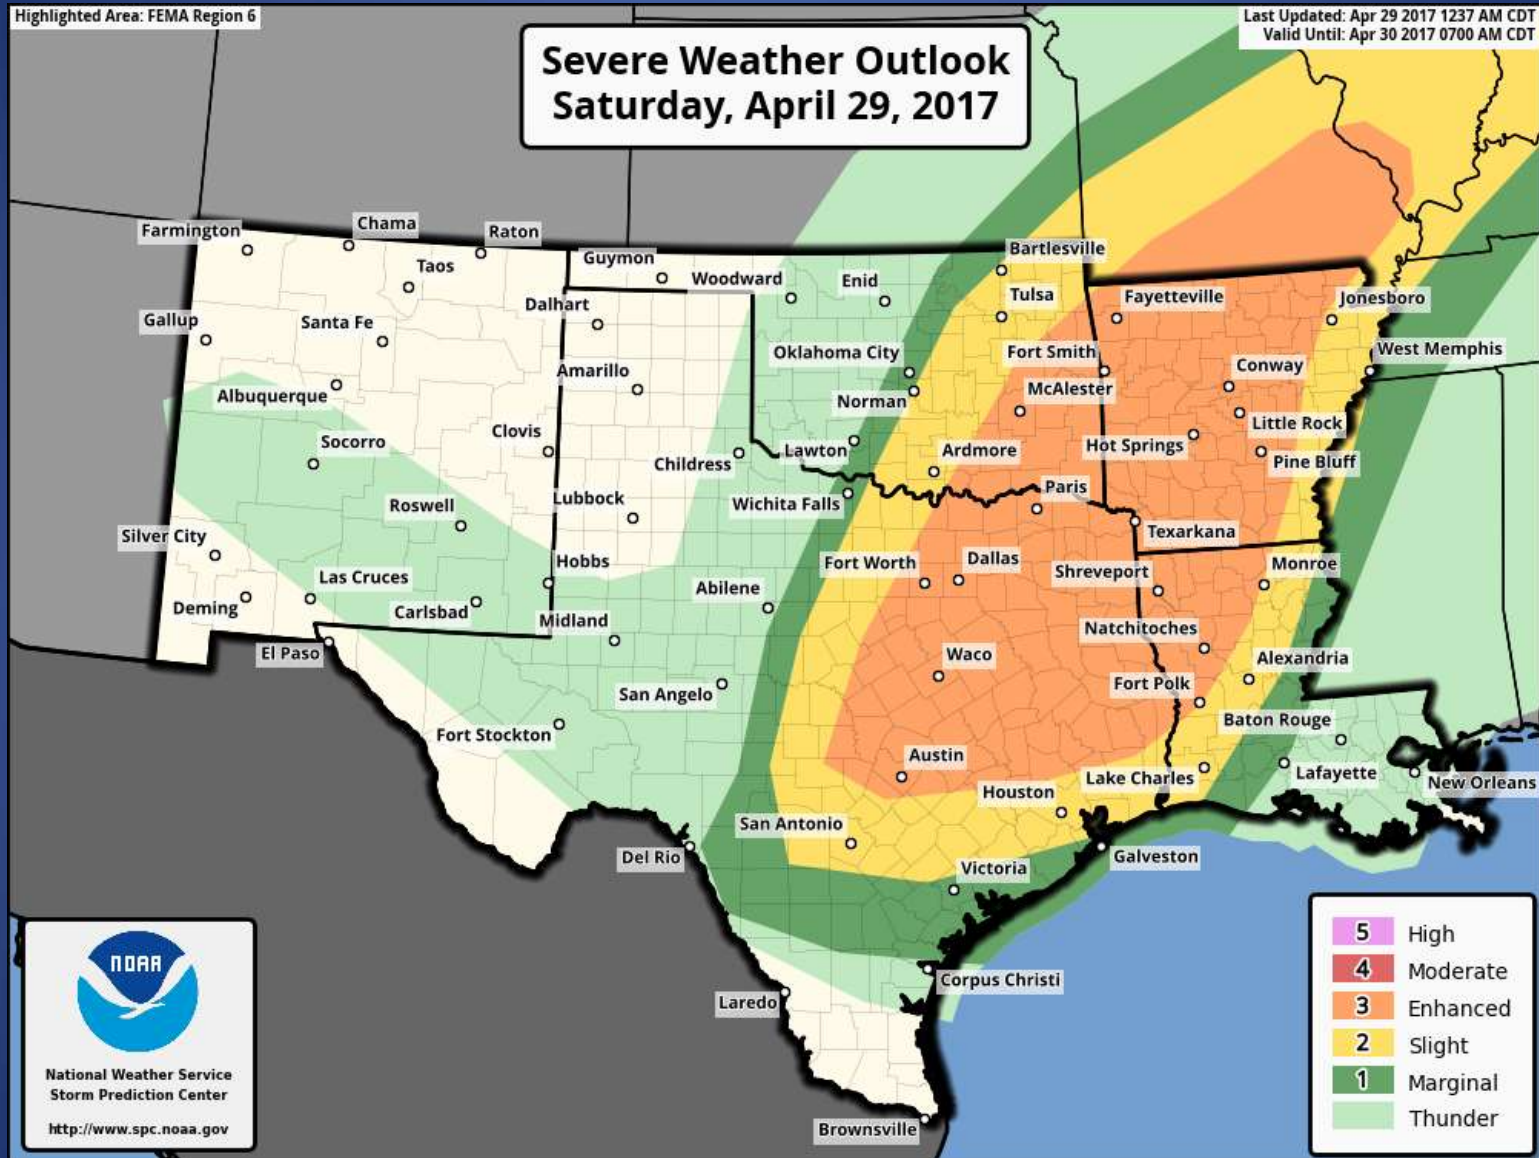 Highlighted Area: FEMA Region 6
Last Updated: Apr 29 2017 1237 AM CDT
Valid Until: Apr 30 2017 0700 AM CDT
Severe Weather Outlook
Saturday, April 29, 2017
Farmington
Chama
Raton
Taos
Guymon
Woodward
Enid
Bartlesville
Gallup
Santa Fe
Dalhart
Tulsa
Fayetteville
Jonesboro
Albuquerque
Amarillo
Oklahoma City
Norman
Fort Smith
McAlester
Conway
West Memphis
Socorro
Clovis
Childress
Lawton
Ardmore
Hot Springs
Little Rock
Pine Bluff
Roswell
Lubbock
Wichita Falls
Paris
Texarkana
Silver City
Las Cruces
Hobbs
Fort Worth
Dallas
Shreveport
Monroe
Deming
Carlsbad
Midland
Abilene
Natchitoches
El Paso
San Angelo
Waco
Fort Polk
Alexandria
Fort Stockton
Baton Rouge
Austin
Houston
Lake Charles
Lafayette
New Orleans
San Antonio
Del Rio
Victoria
Galveston
Corpus Christi
Laredo
Brownsville
NOAA
National Weather Service
Storm Prediction Center
http://www.spc.noaa.gov
5 High
4 Moderate
3 Enhanced
2 Slight
1 Marginal
Thunder